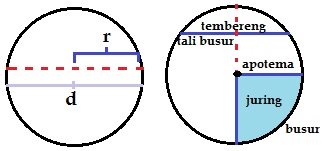 r
d
tembereng
tali busur
apotema
juring
busur